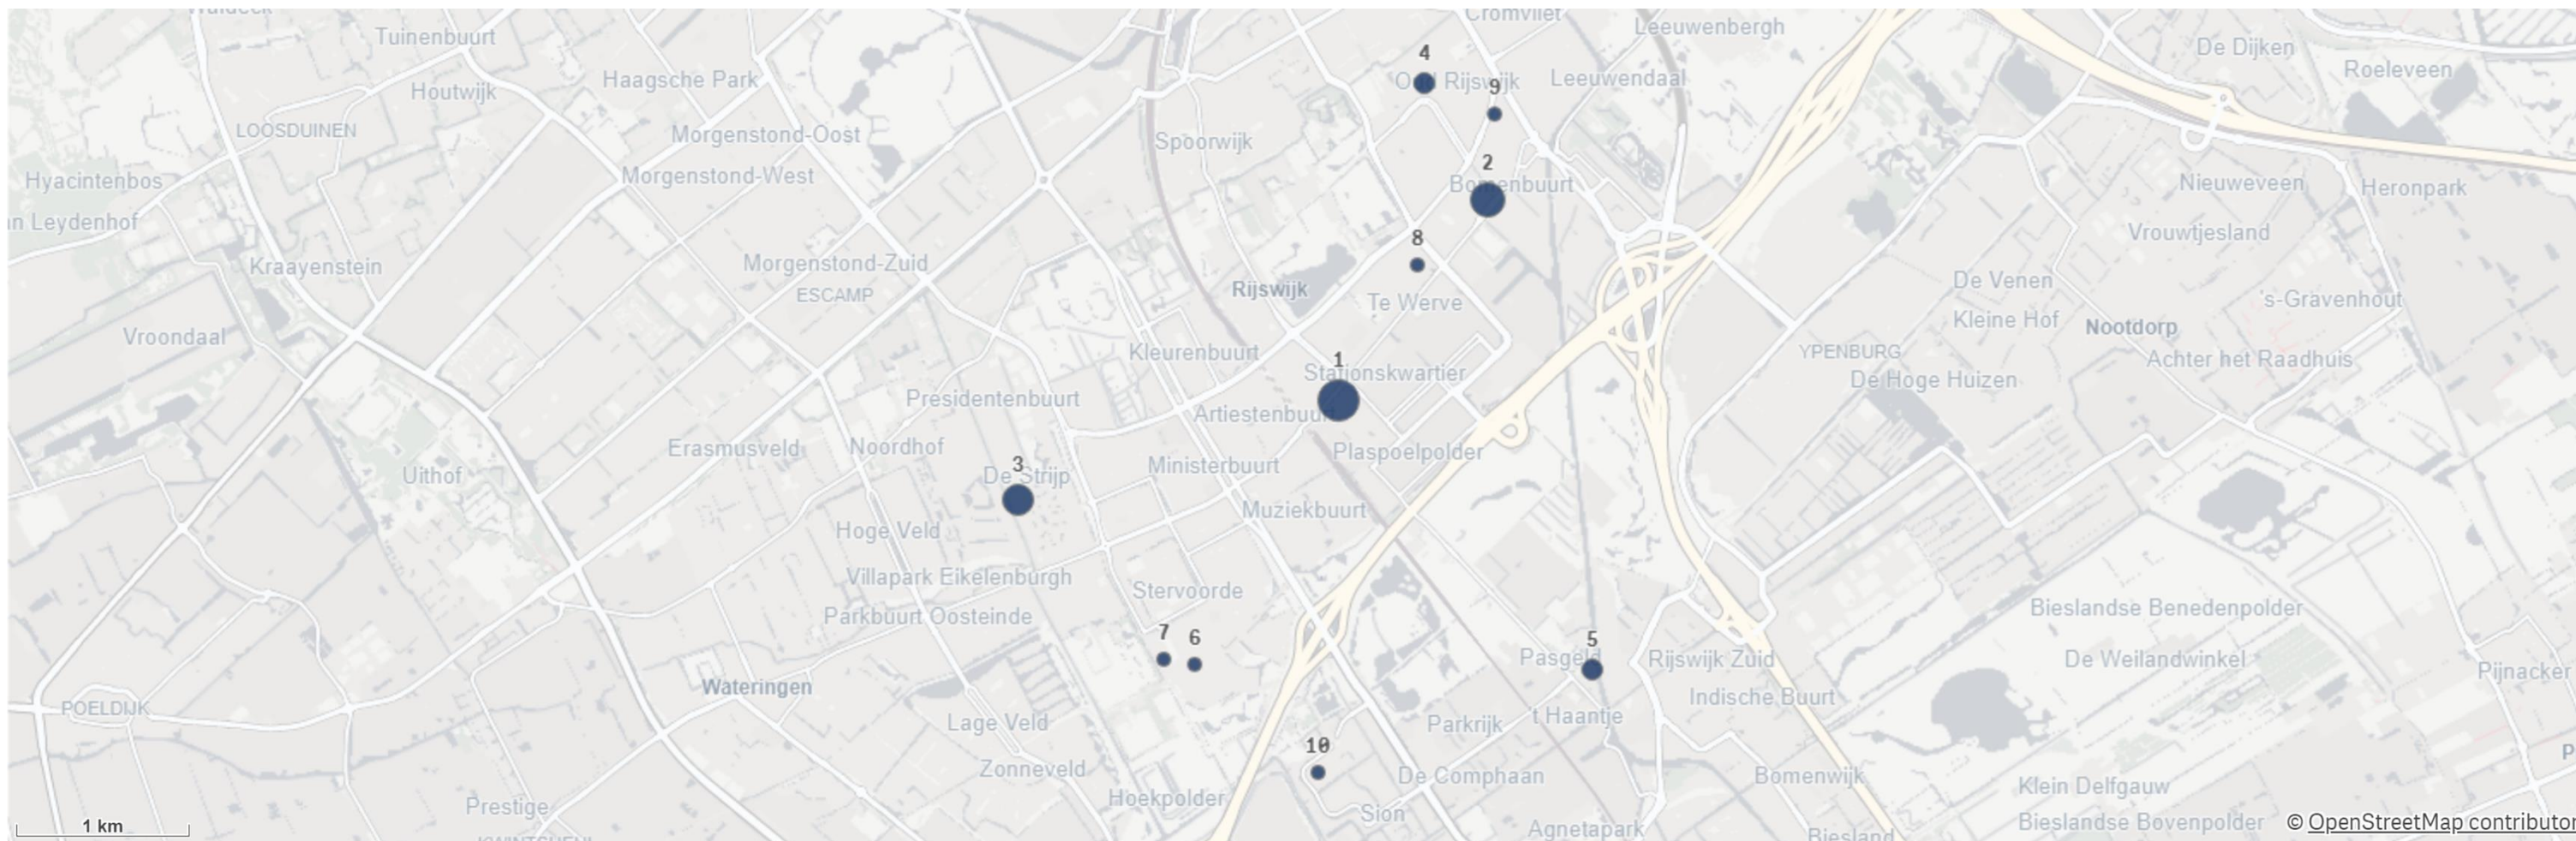 Cromvliet
Leeuwenbergh
Tuinenbuurt
De Dijken
4
Roeleveen
Haagsche Park
Leeuwendaal
Houtwijk
9
LOOSDUINEN
Morgenstond-Oost
Spoorwijk
2
Morgenstond-West
Hyacintenbos
Nieuweveen
Heronpark
an Leydenhof
Vrouwtjesland
8
Morgenstond-Zuid
Kraayenstein
De Venen
Rijswijk
ESCAMP
Te Werve
's-Gravenhout
Kleine Hof
Nootdorp
Vroondaal
Kleurenbuurt
YPENBURG
1
Achter het Raadhuis
Stationskwartier
De Hoge Huizen
Presidentenbuurt
Erasmusveld
Noordhof
Plaspoelpolder
3
Ministerbuurt
Uithof
De Strijp
Muziekbuurt
Hoge Veld
Villapark Eikelenburgh
Stervoorde
Parkbuurt Oosteinde
Bieslandse Benedenpolder
7
6
5
Rijswijk Zuid
De Weilandwinkel
Pijnacker
Wateringen
Indische Buurt
POELDIJK
Lage Veld
Parkrijk
't Haantje
10
Zonneveld
De Comphaan
Bomenwijk
Klein Delfgauw
Prestige
Hoekpolder
Sion
1 km
Agnetapark
Bieslandse Bovenpolder
© OpenStreetMap contributor
Biesland